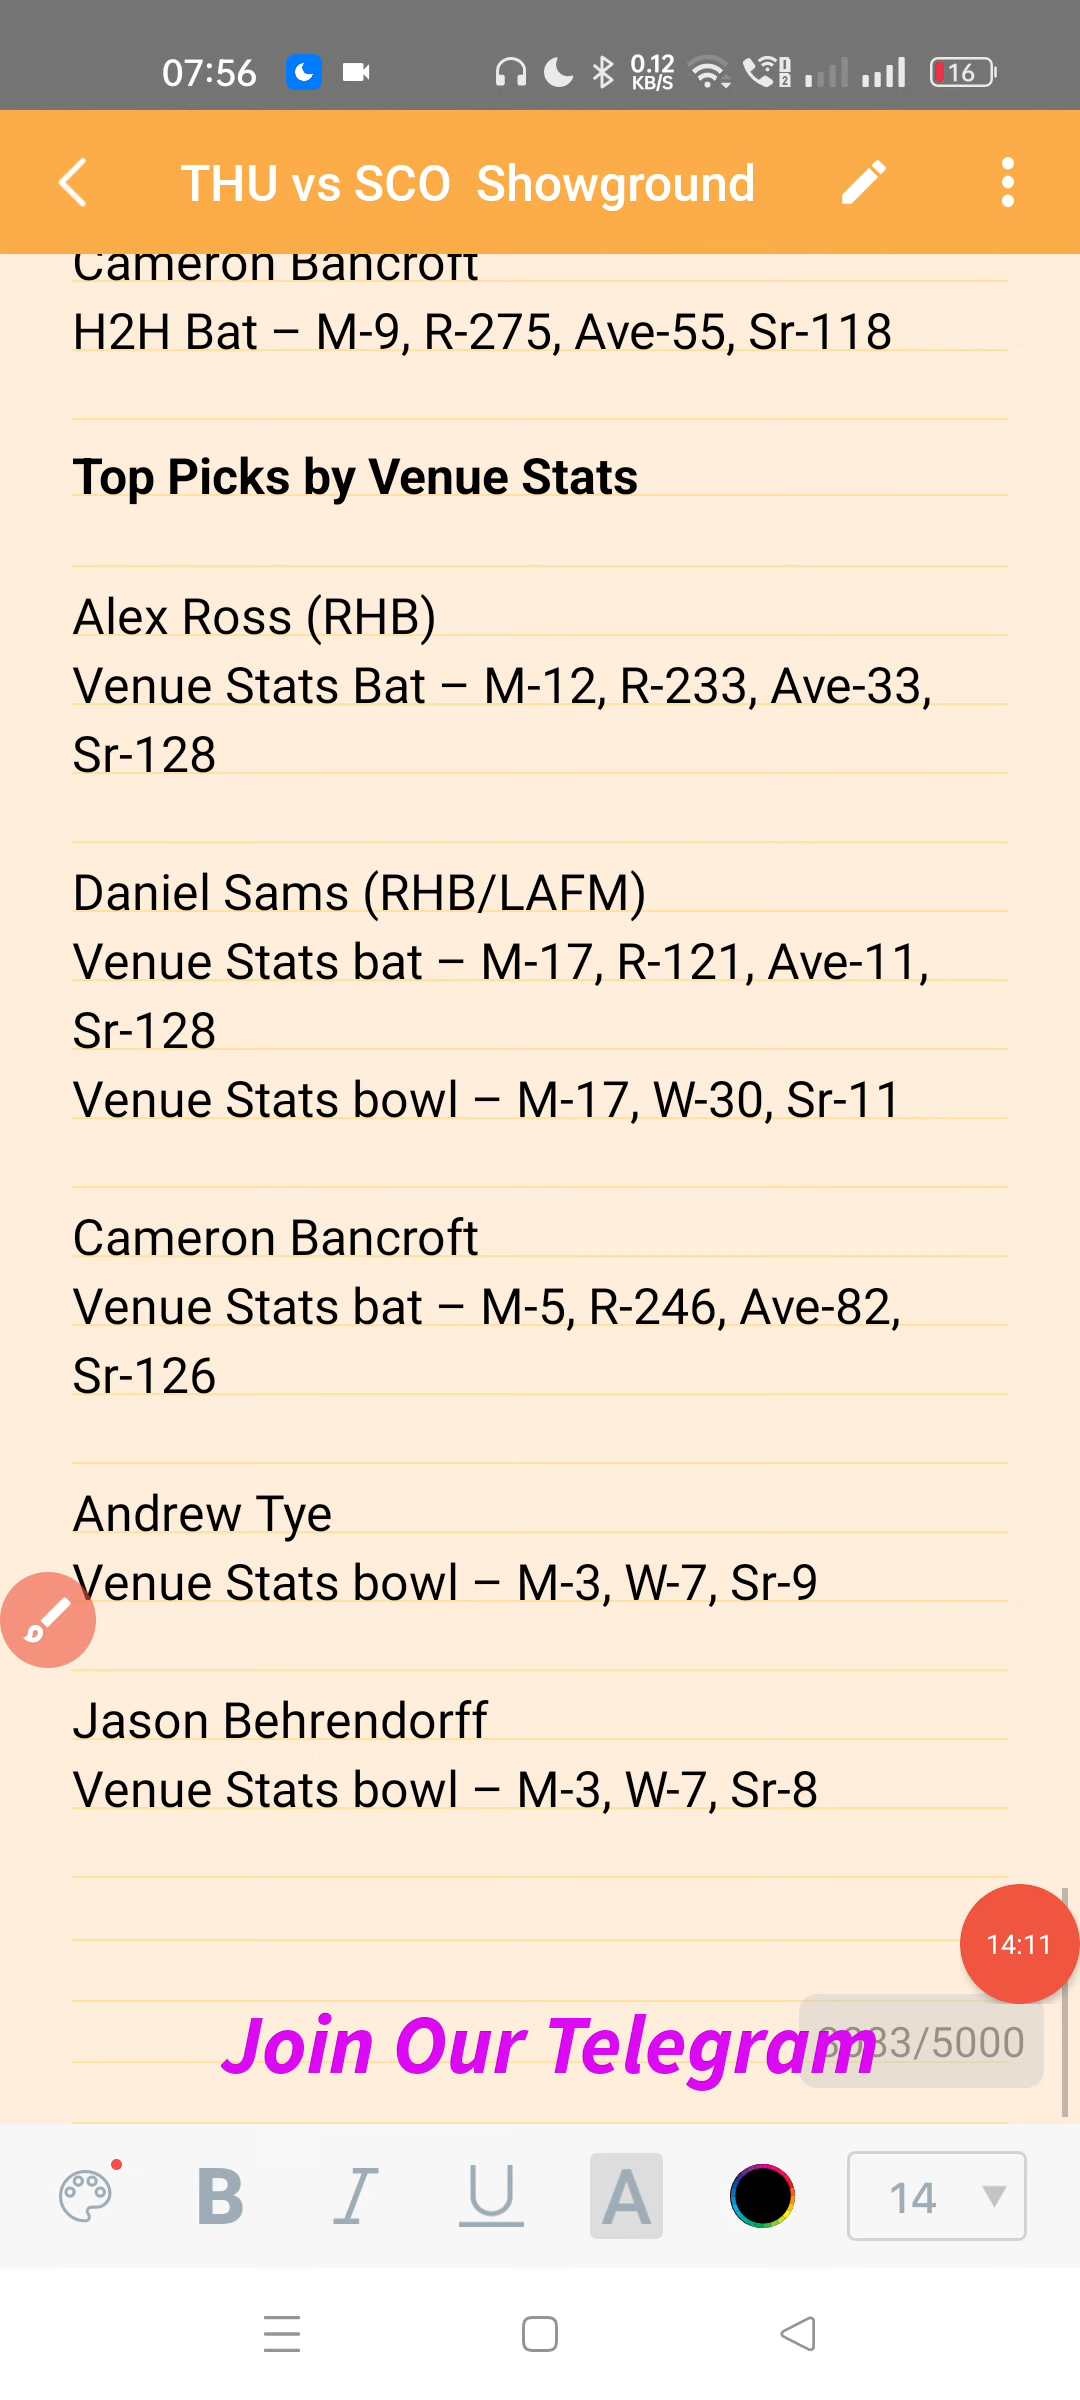 07:56
0.12
KB/S
16
THU vs SCO Showground
Cameron Bancroft
H2H Bat – M-9, R-275, Ave-55, Sr-118
Top Picks by Venue Stats
Alex Ross (RHB)
Venue Stats Bat – M-12, R-233, Ave-33,
Sr-128
Daniel Sams (RHB/LAFM)
Venue Stats bat – M-17, R-121, Ave-11,
Sr-128
Venue Stats bowl – M-17, W-30, Sr-11
Cameron Bancroft
Venue Stats bat – M-5, R-246, Ave-82,
Sr-126
Andrew Tye
Venue Stats bowl – M-3, W-7, Sr-9
Jason Behrendorff
Venue Stats bowl – M-3, W-7, Sr-8
14:11
Join Our Telegram
/5000
B I U A 14